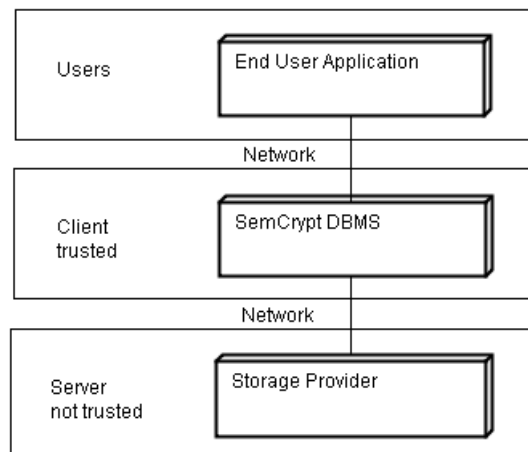 End User Application
Users
Network
SemCrypt DBMS
Client
trusted
Network
Storage Provider
Server
not trusted